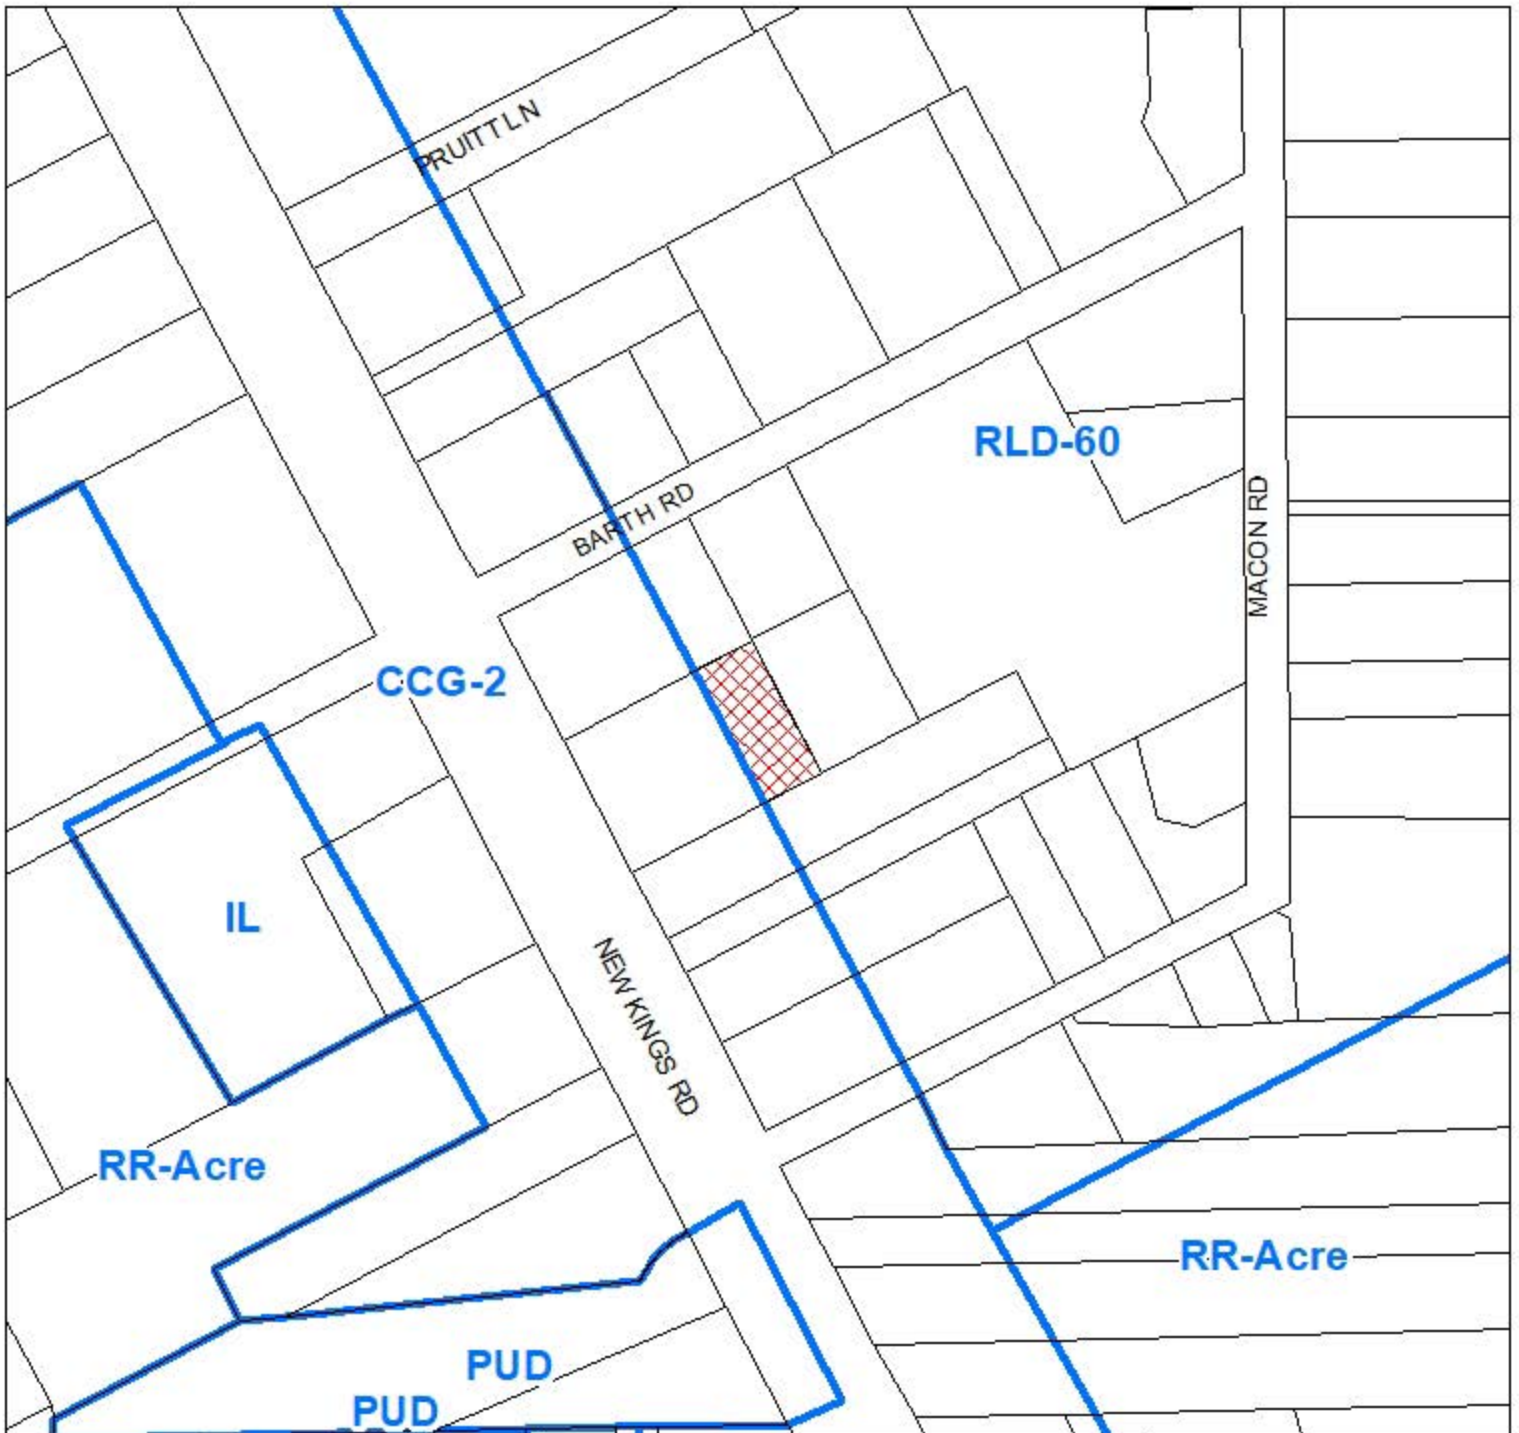 PRUITT LN
RLD-60
BARTH RD
MACON RD
CCG-2
IL
NEW KINGS RD
RR-Acre
RR-Acre
PUD
PUD